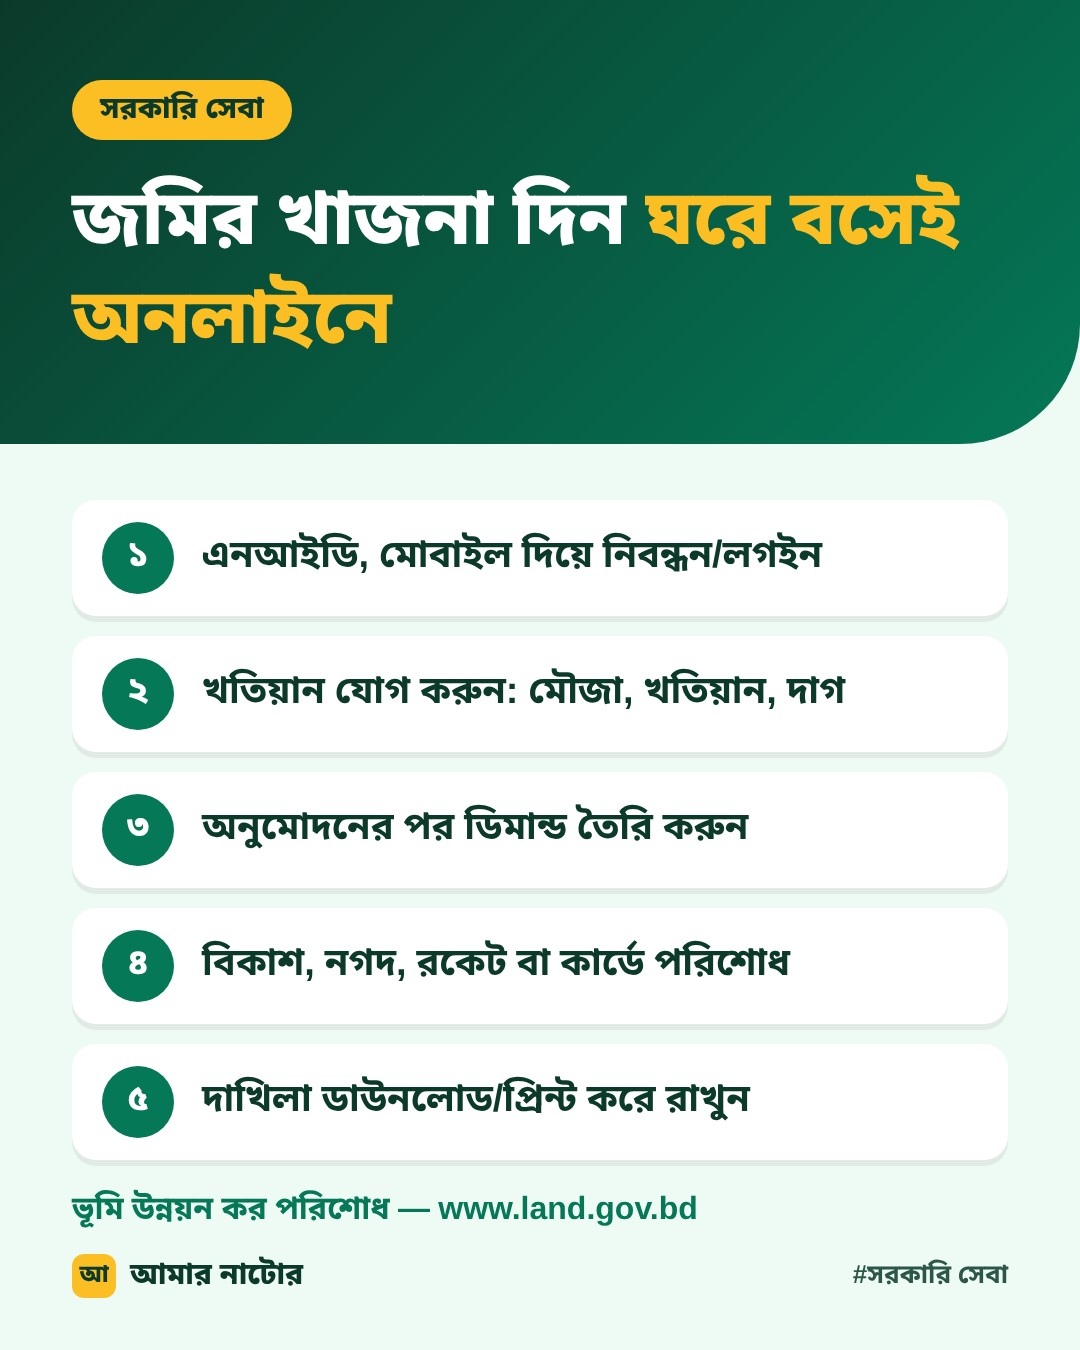 সরকারি সেবা
জমির খাজনা দিন ঘরে বসেই
অনলাইনে
১ এনআইডি, মোবাইল দিয়ে নিবন্ধন/লগইন
২ খতিয়ান যোগ করুন: মৌজা, খতিয়ান, দাগ
৩ অনুমোদনের পর ডিমান্ড তৈরি করুন
৪ বিকাশ, নগদ, রকেট বা কার্ডে পরিশোধ
৫ দাখিলা ডাউনলোড/প্রিন্ট করে রাখুন
ভূমি উন্নয়ন কর পরিশোধ — www.land.gov.bd
আ আমার নাটোর #সরকারি সেবা